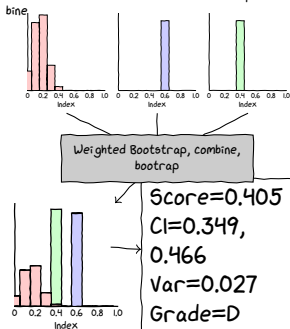 bine
0 0.2 0.4 0.6 0.8 1.0 0 0.2 0.4 0.6 0.8 1.0 0 0.2 0.4 0.6 0.8 1.0
Index Index Index
Weighted Bootstrap, combine,
bootrap
Score=0.405
CI=0.349,
0.466
Var=0.027
Grade=D
0 0.2 0.4 0.6 0.8 1.0
Index